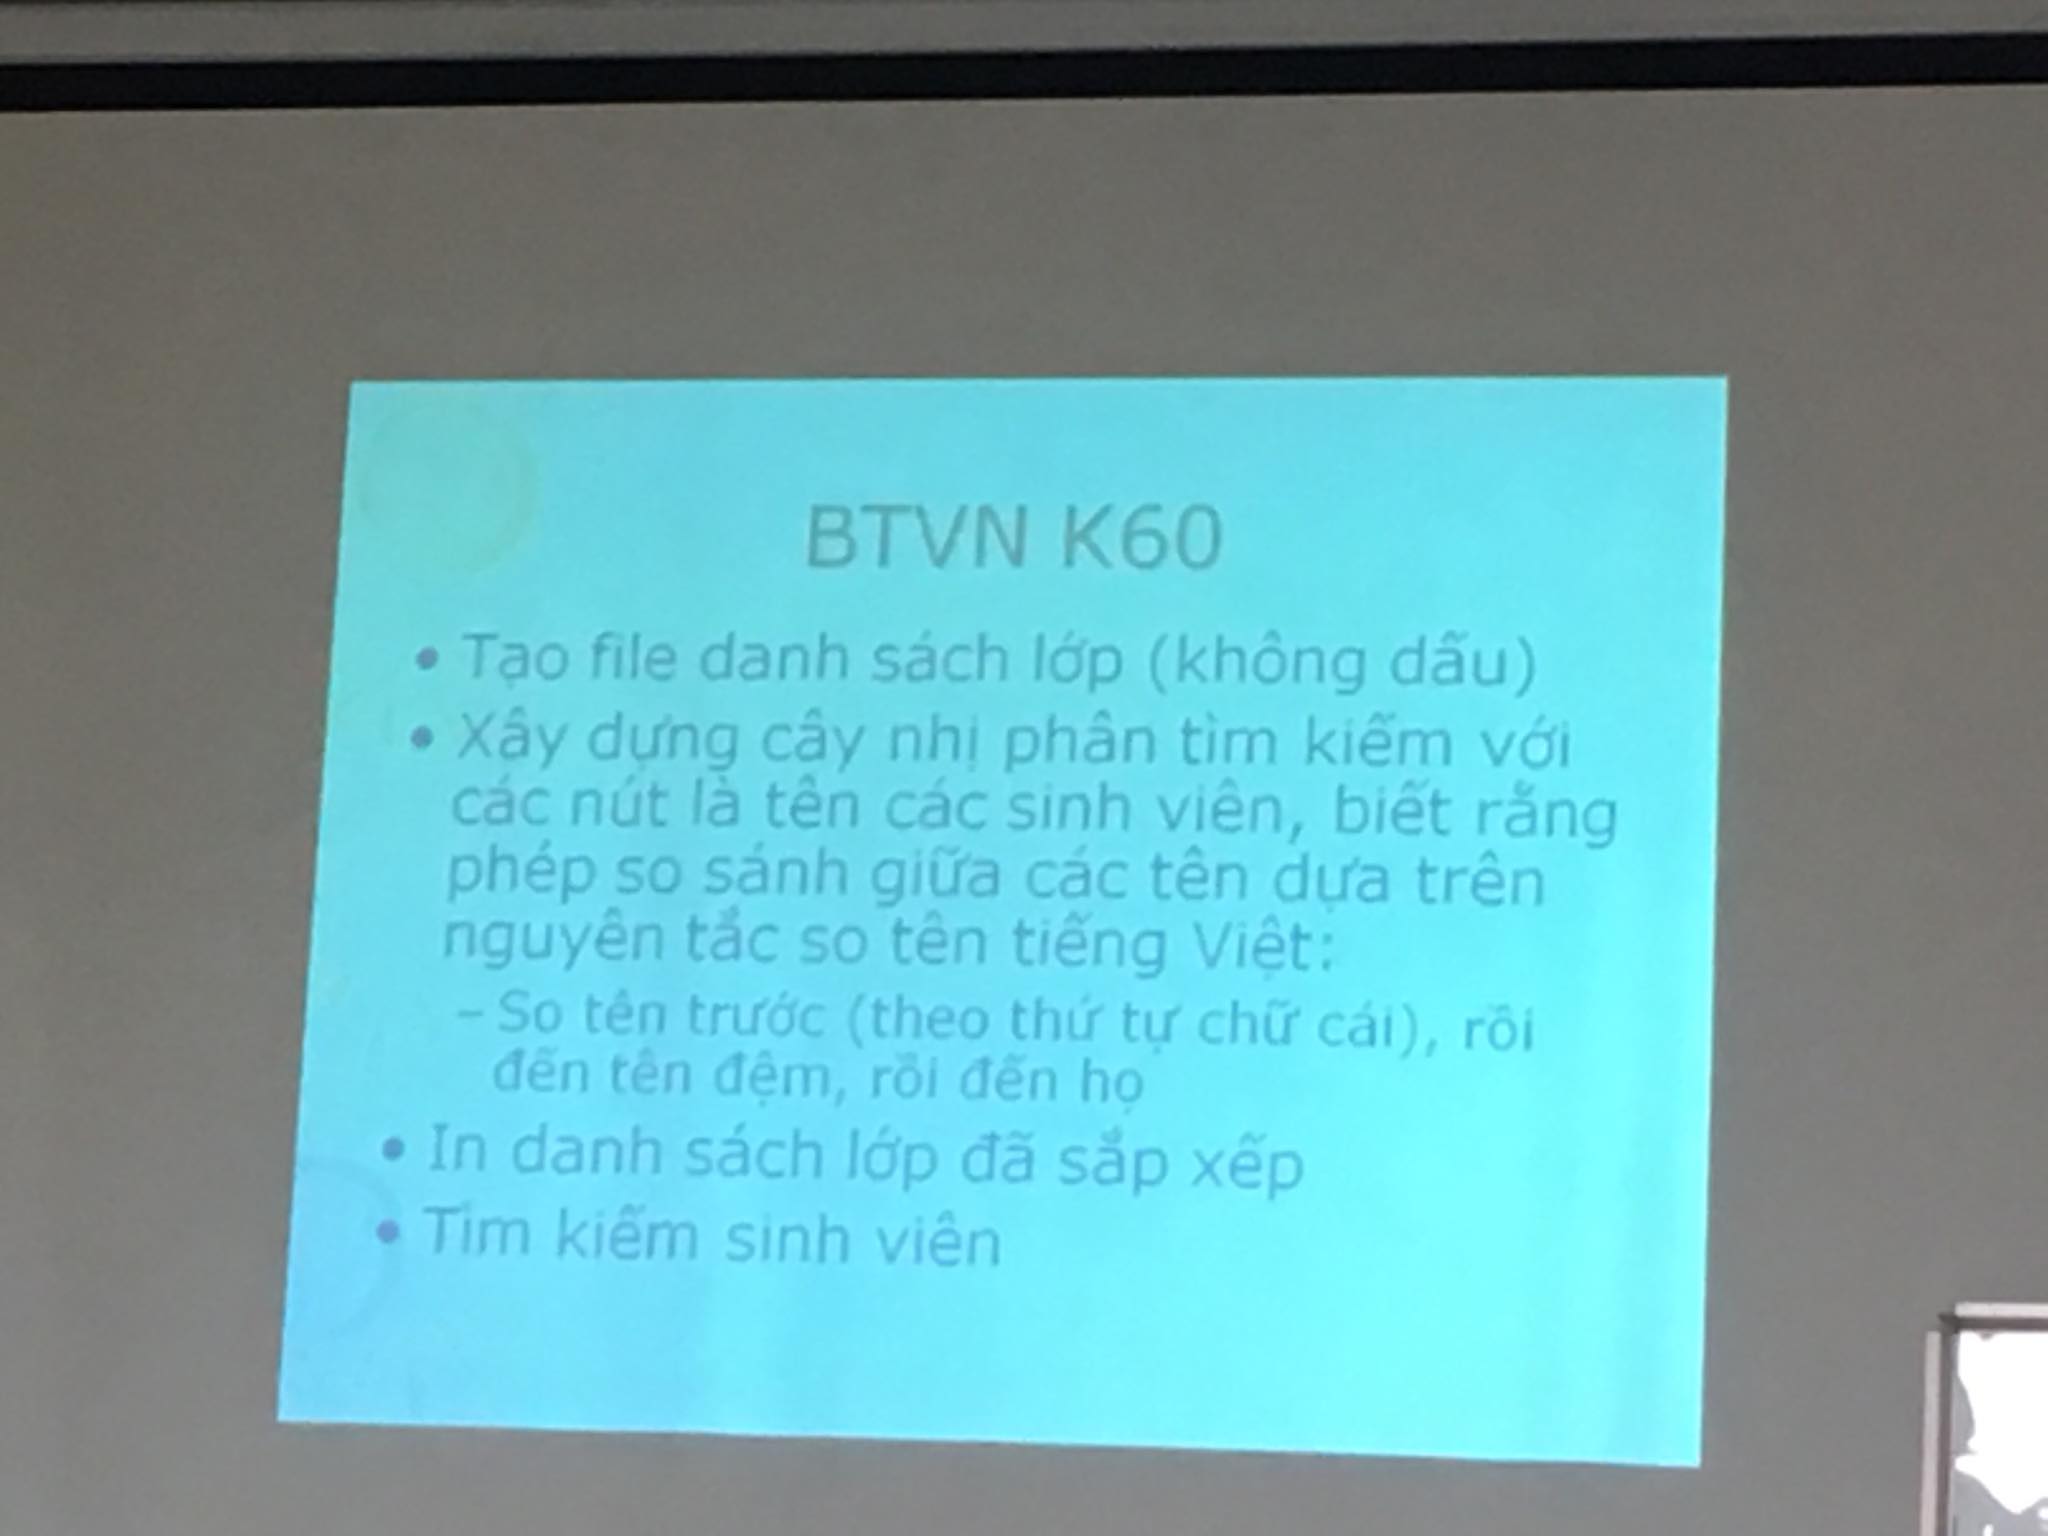 BTVN K60
• Tạo file danh sách lớp (không dấu)
• Xây dựng cây nhị phân tìm kiếm với
các nút là tên các sinh viên, biết rằng
phép so sánh giữa các tên dựa trên
nguyên tắc so tên tiếng Việt:
– So tên trước (theo thứ tự chữ cái), rồi
đến tên đệm, rồi đến họ
• In danh sách lớp đã sắp xếp
• Tìm kiếm sinh viên